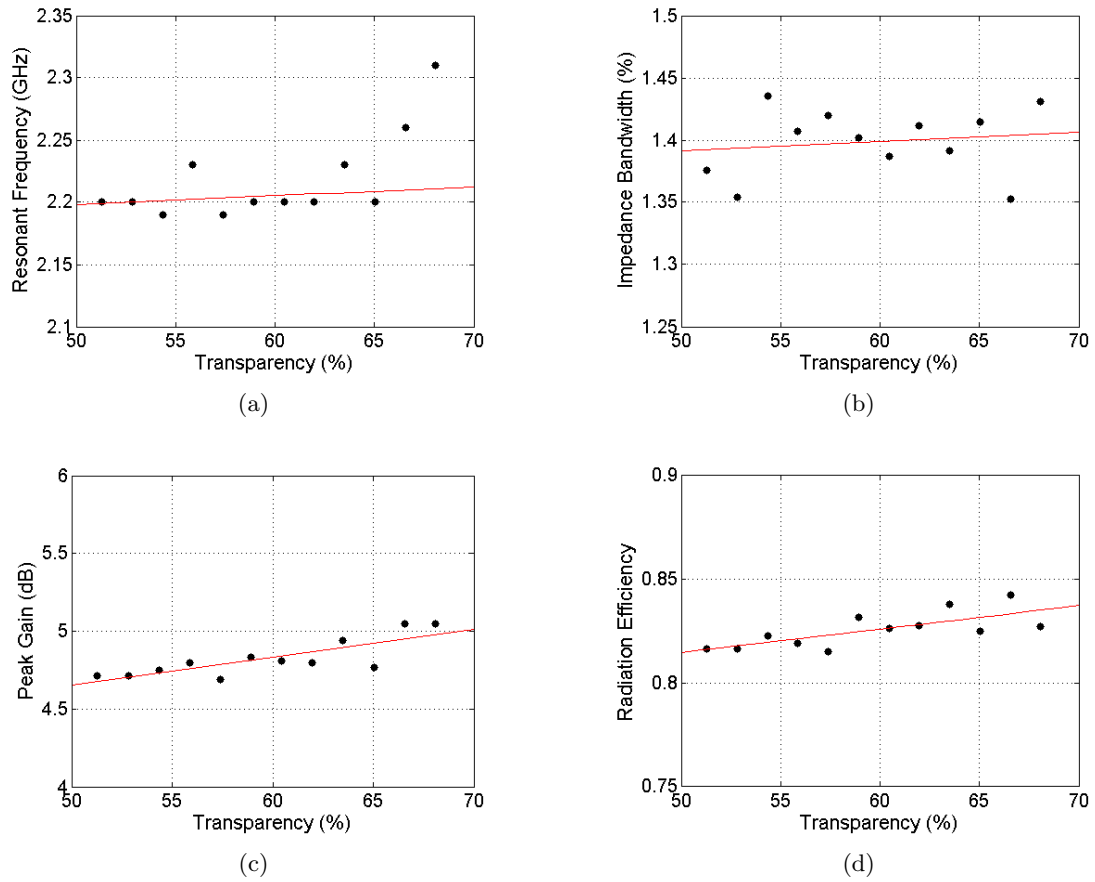 2.35
2.3
2.25
2.2
2.15
2.1
Resonant Frequency (GHz)
50 55 60 65 70
Transparency (%)
(a)
1.5
1.45
1.4
1.35
1.3
1.25
Impedance Bandwidth (%)
50 55 60 65 70
Transparency (%)
(b)
6
5.5
5
4.5
4
Peak Gain (dB)
50 55 60 65 70
Transparency (%)
(c)
0.9
0.85
0.8
0.75
Radiation Efficiency
50 55 60 65 70
Transparency (%)
(d)